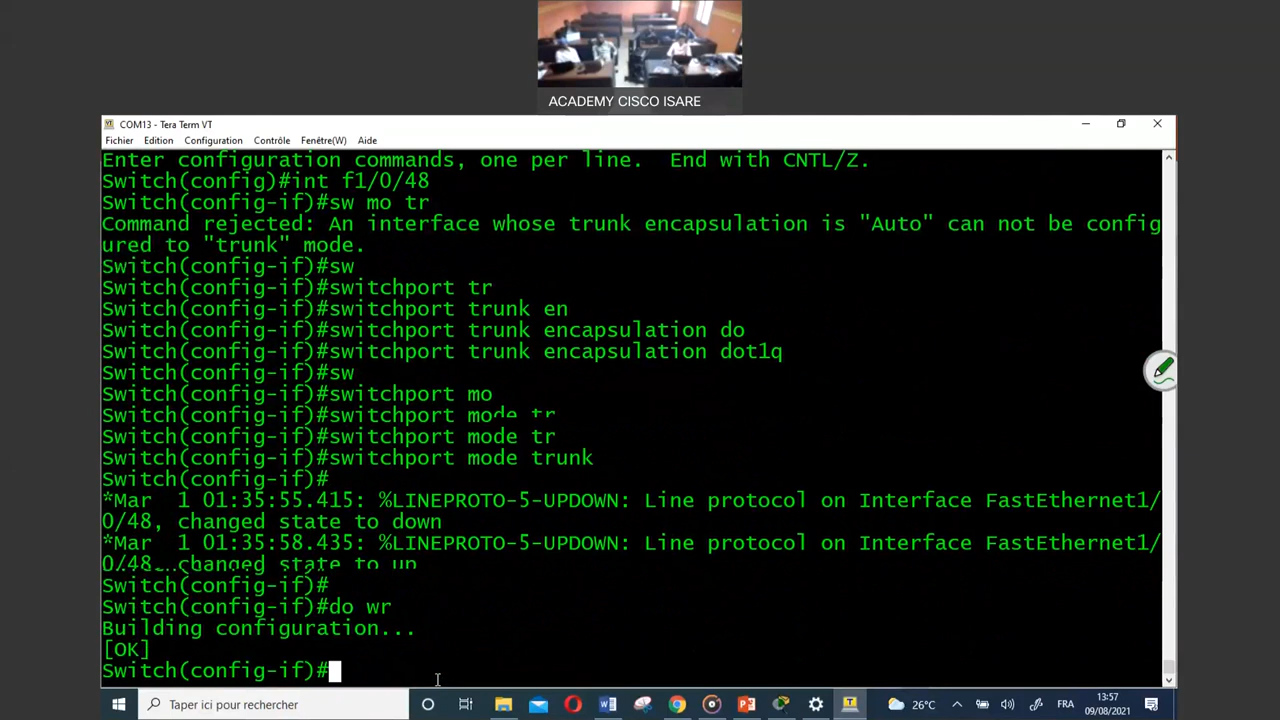 ACADEMY CISCO ISARE
COM13 - Tera Term VT
Fichier Edition Configuration Contrôle Fenêtre(W) Aide
Enter configuration commands, one per line.  End with CNTL/Z.
Switch(config)#int f1/0/48
Switch(config-if)#sw mo tr
Command rejected: An interface whose trunk encapsulation is "Auto" can not be config
ured to "trunk" mode.
Switch(config-if)#sw
Switch(config-if)#switchport tr
Switch(config-if)#switchport trunk en
Switch(config-if)#switchport trunk encapsulation do
Switch(config-if)#switchport trunk encapsulation dot1q
Switch(config-if)#sw
Switch(config-if)#switchport mo
Switch(config-if)#switchport mode tr
Switch(config-if)#switchport mode tr
Switch(config-if)#switchport mode trunk
Switch(config-if)#
*Mar  1 01:35:55.415: %LINEPROTO-5-UPDOWN: Line protocol on Interface FastEthernet1/
0/48, changed state to down
*Mar  1 01:35:58.435: %LINEPROTO-5-UPDOWN: Line protocol on Interface FastEthernet1/
0/48, changed state to up
Switch(config-if)#
Switch(config-if)#do wr
Building configuration...
[OK]
Switch(config-if)#
Taper ici pour rechercher
26°C
FRA
13:57
09/08/2021